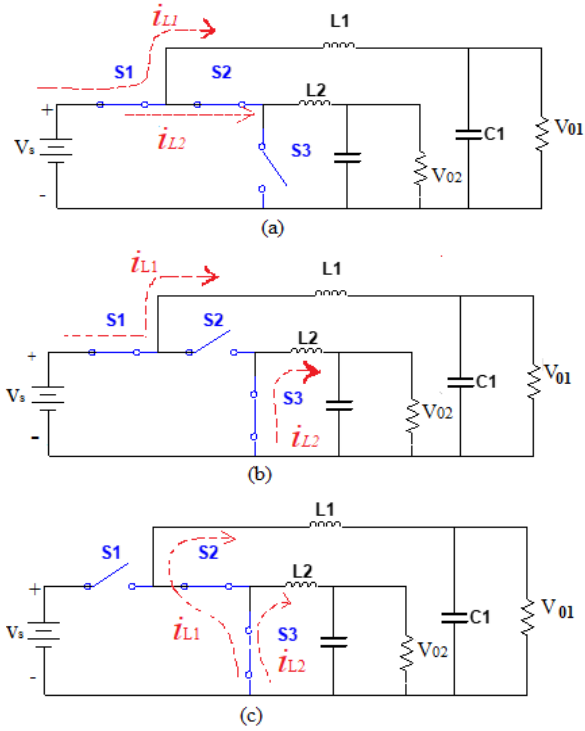 iL1
L1
S1
S2
L2
+
iL2
S3
C1
V01
Vs
V02
-
(a)
iL1
L1
S1
S2
L2
+
S3
C1
V01
Vs
V02
-
iL2
(b)
L1
S1
S2
L2
+
C1
V01
Vs
iL1
S3
V02
iL2
-
(c)